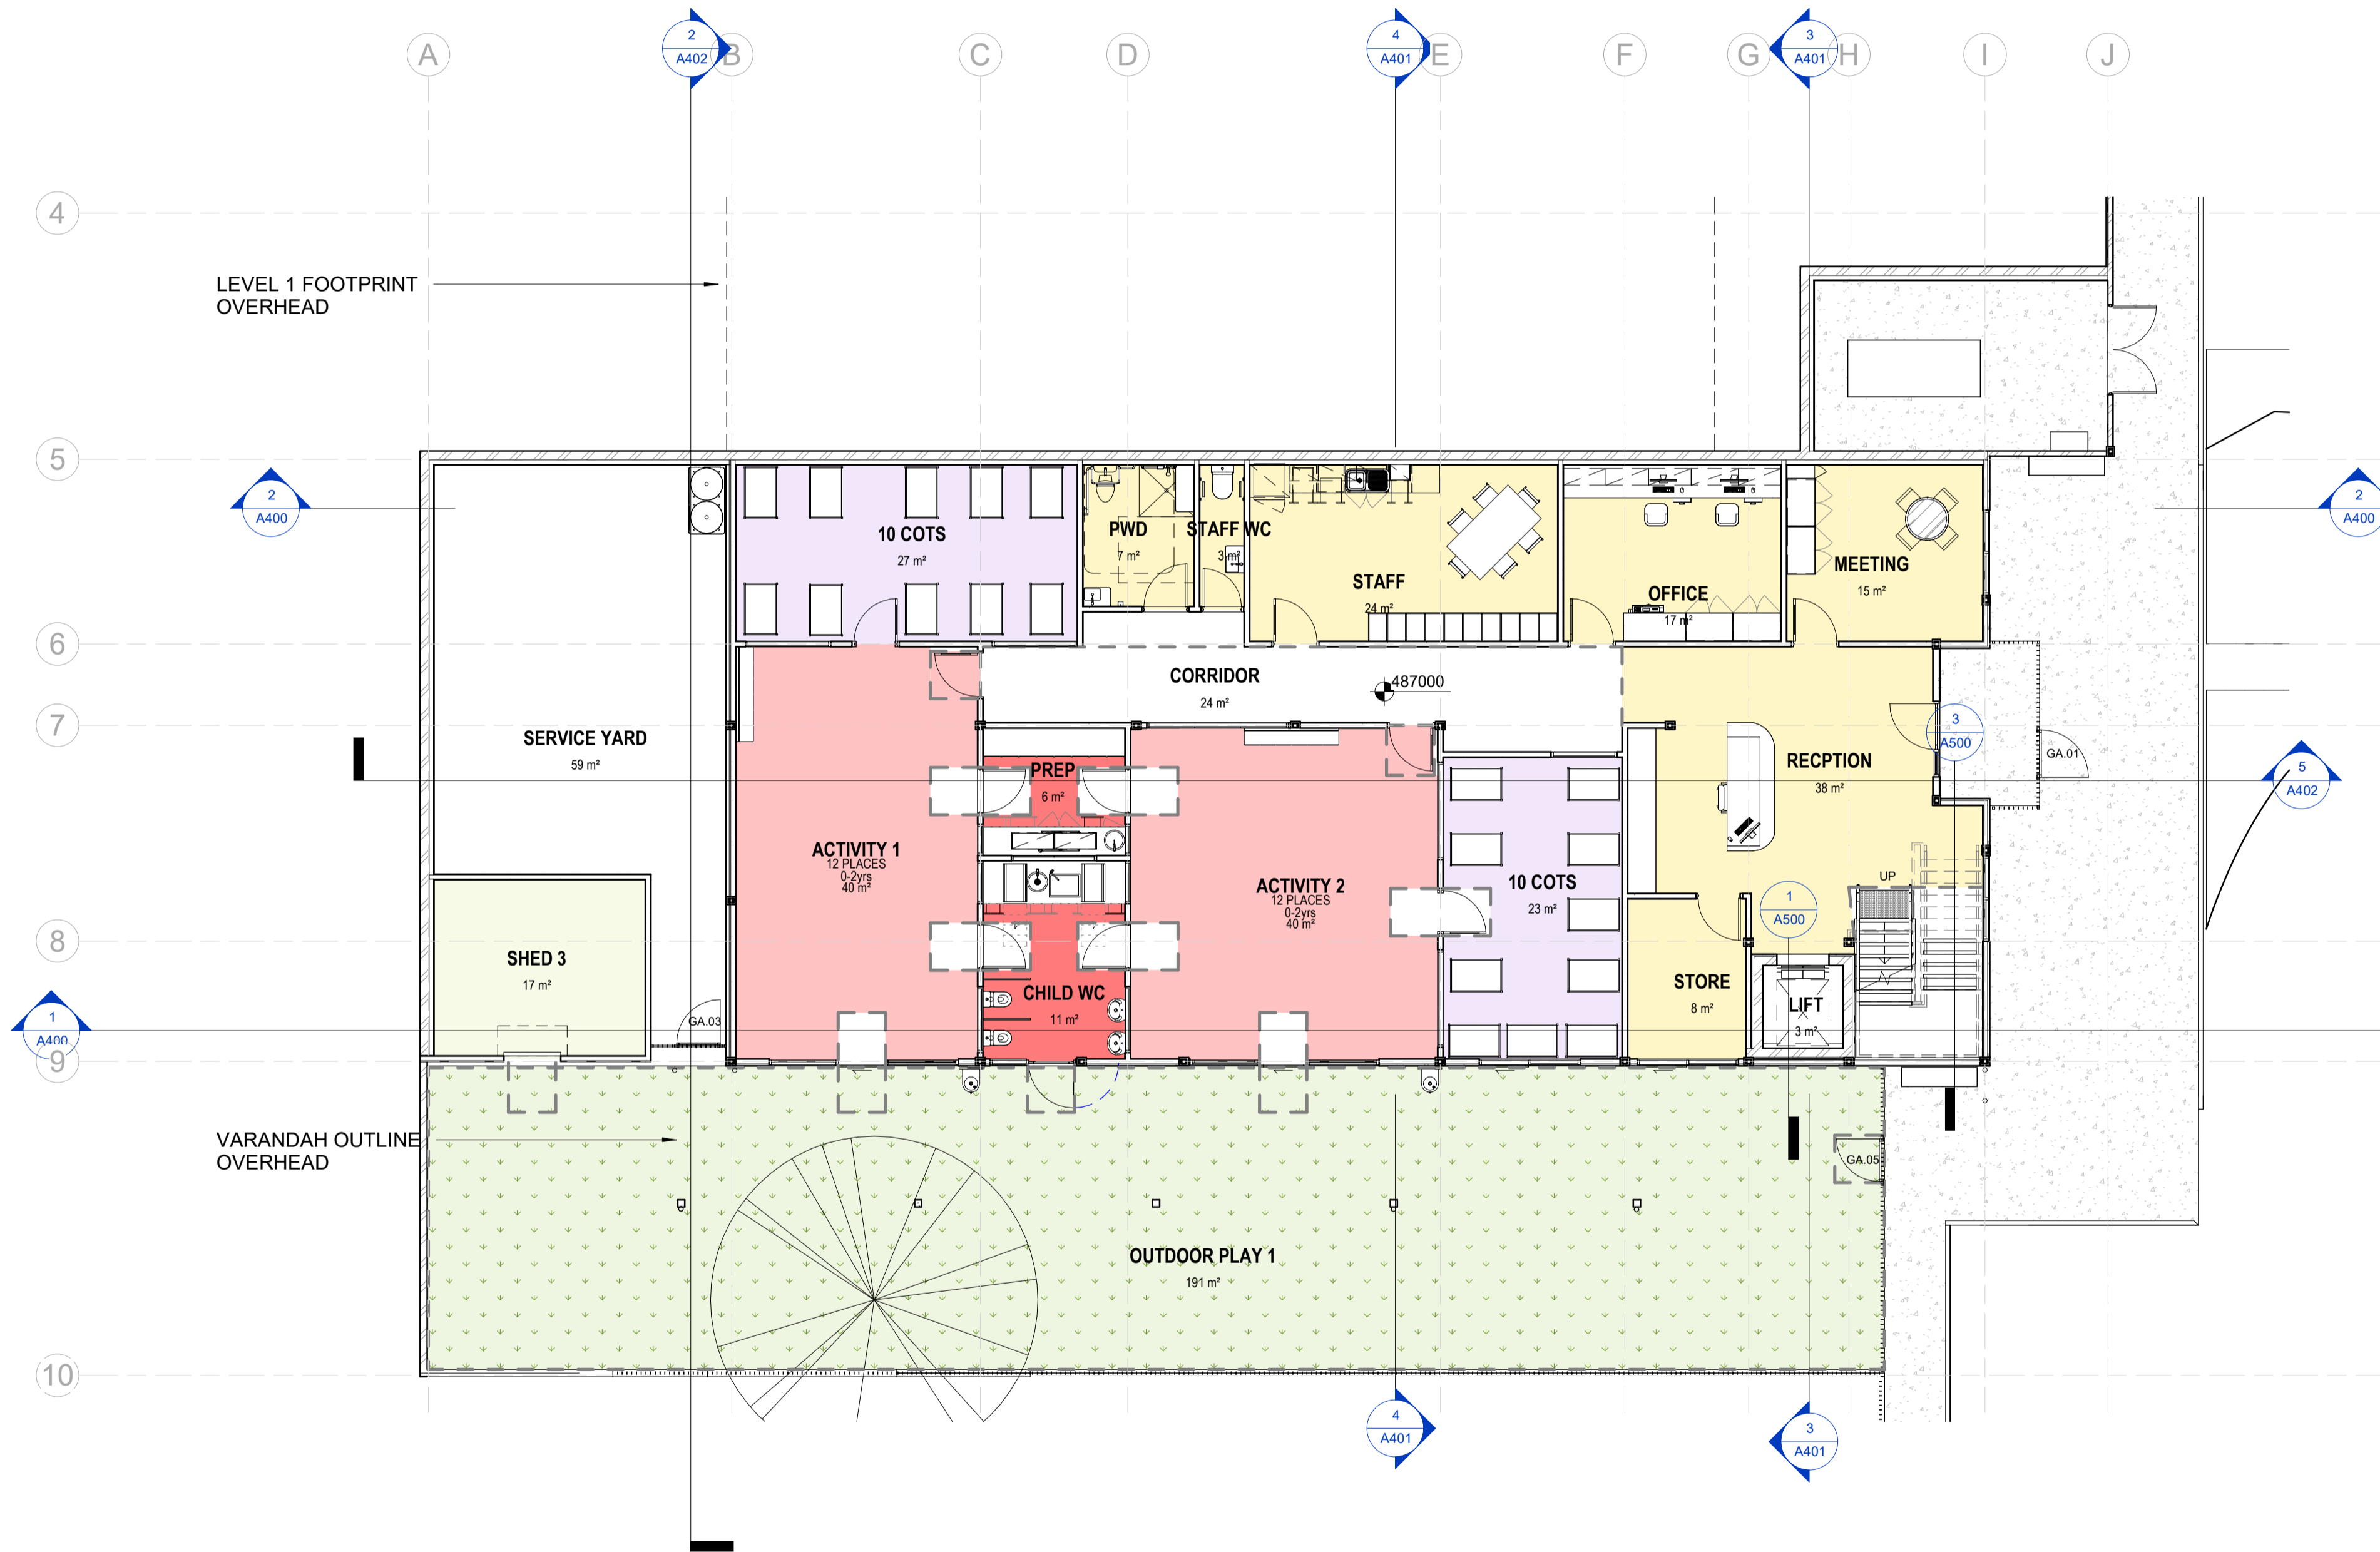 2
A402
4
A401
3
A401
A
B
C
D
E
F
G
H
I
J
4
LEVEL 1 FOOTPRINT
OVERHEAD
5
2
A400
2
A400
10 COTS
27 m²
PWD
7 m²
STAFF WC
3 m²
STAFF
24 m²
OFFICE
17 m²
MEETING
15 m²
6
CORRIDOR
24 m²
487000
7
SERVICE YARD
59 m²
PREP
6 m²
RECPTION
38 m²
3
A500
GA.01
5
A402
ACTIVITY 1
12 PLACES
0-2yrs
40 m²
ACTIVITY 2
12 PLACES
0-2yrs
40 m²
10 COTS
23 m²
UP
1
A500
8
SHED 3
17 m²
CHILD WC
11 m²
STORE
8 m²
LIFT
3 m²
GA.03
1
A400
9
VARANDAH OUTLINE
OVERHEAD
GA.05
OUTDOOR PLAY 1
191 m²
10
4
A401
3
A401